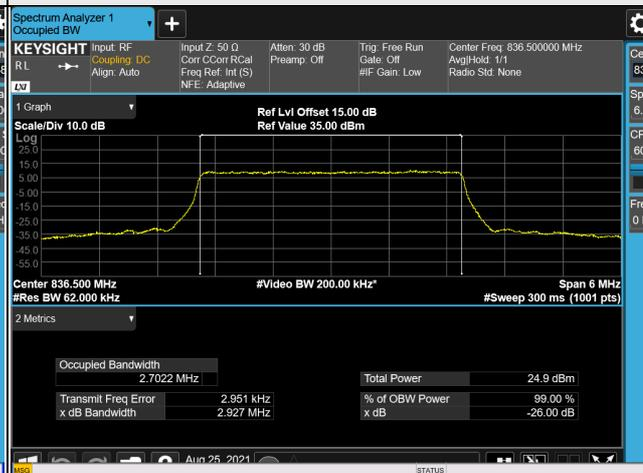 Spectrum Analyzer 1
Occupied BW
KEYSIGHT
RL
LXI
Input: RF
Coupling: DC
Align: Auto
Input Z: 50 Ω
Corr CCorr RCal
Freq Ref: Int (S)
NFE: Adaptive
Atten: 30 dB
Preamp: Off
Trig: Free Run
Gate: Off
#IF Gain: Low
Center Freq: 836.500000 MHz
Avg|Hold: 1/1
Radio Std: None
1 Graph
Scale/Div 10.0 dB
Ref Lvl Offset 15.00 dB
Ref Value 35.00 dBm
Log
25.0
15.0
5.00
-5.00
-15.0
-25.0
-35.0
-45.0
-55.0
Center 836.500 MHz
#Video BW 200.00 kHz*
Span 6 MHz
#Res BW 62.000 kHz
#Sweep 300 ms (1001 pts)
2 Metrics
Occupied Bandwidth
2.7022 MHz
Total Power 24.9 dBm
Transmit Freq Error 2.951 kHz
% of OBW Power 99.00 %
x dB Bandwidth 2.927 MHz
x dB -26.00 dB
Aug 25, 2021
MSG
STATUS